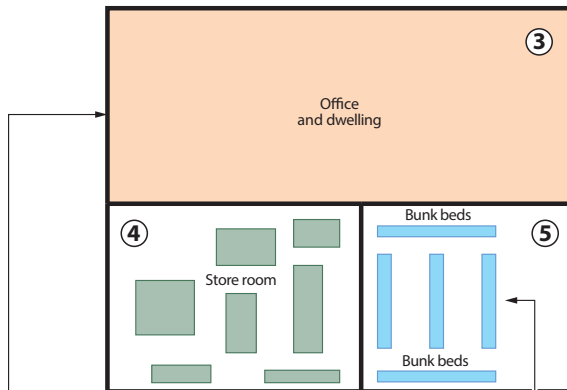 ③
Office
and dwelling
④
Store room
Bunk beds
⑤
Bunk beds